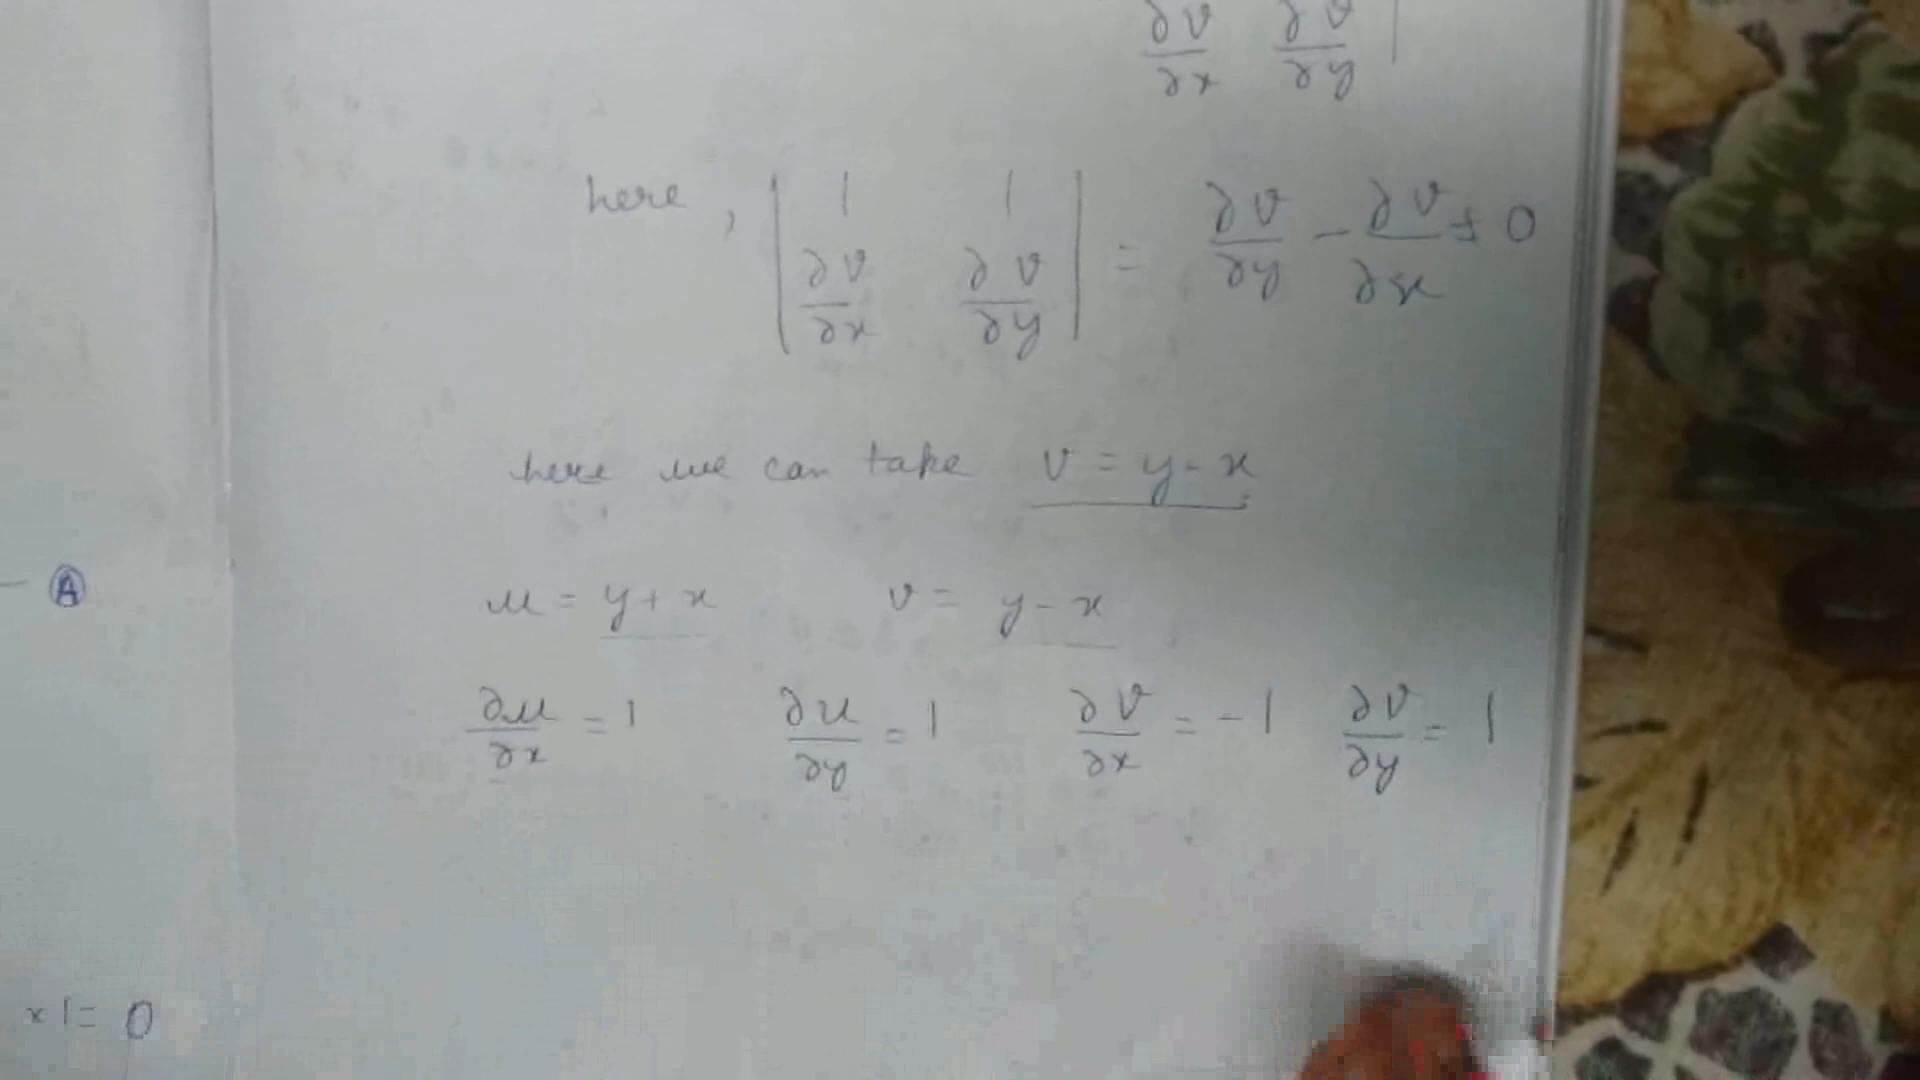 ∂v/∂x ∂v/∂y |
here, | 1 1 |
| ∂v/∂x ∂v/∂y | = ∂v/∂y - ∂v/∂x ≠ 0
here we can take v = y - x
A
u = y + x v = y - x
∂u/∂x = 1 ∂u/∂y = 1 ∂v/∂x = -1 ∂v/∂y = 1
x 1 = 0